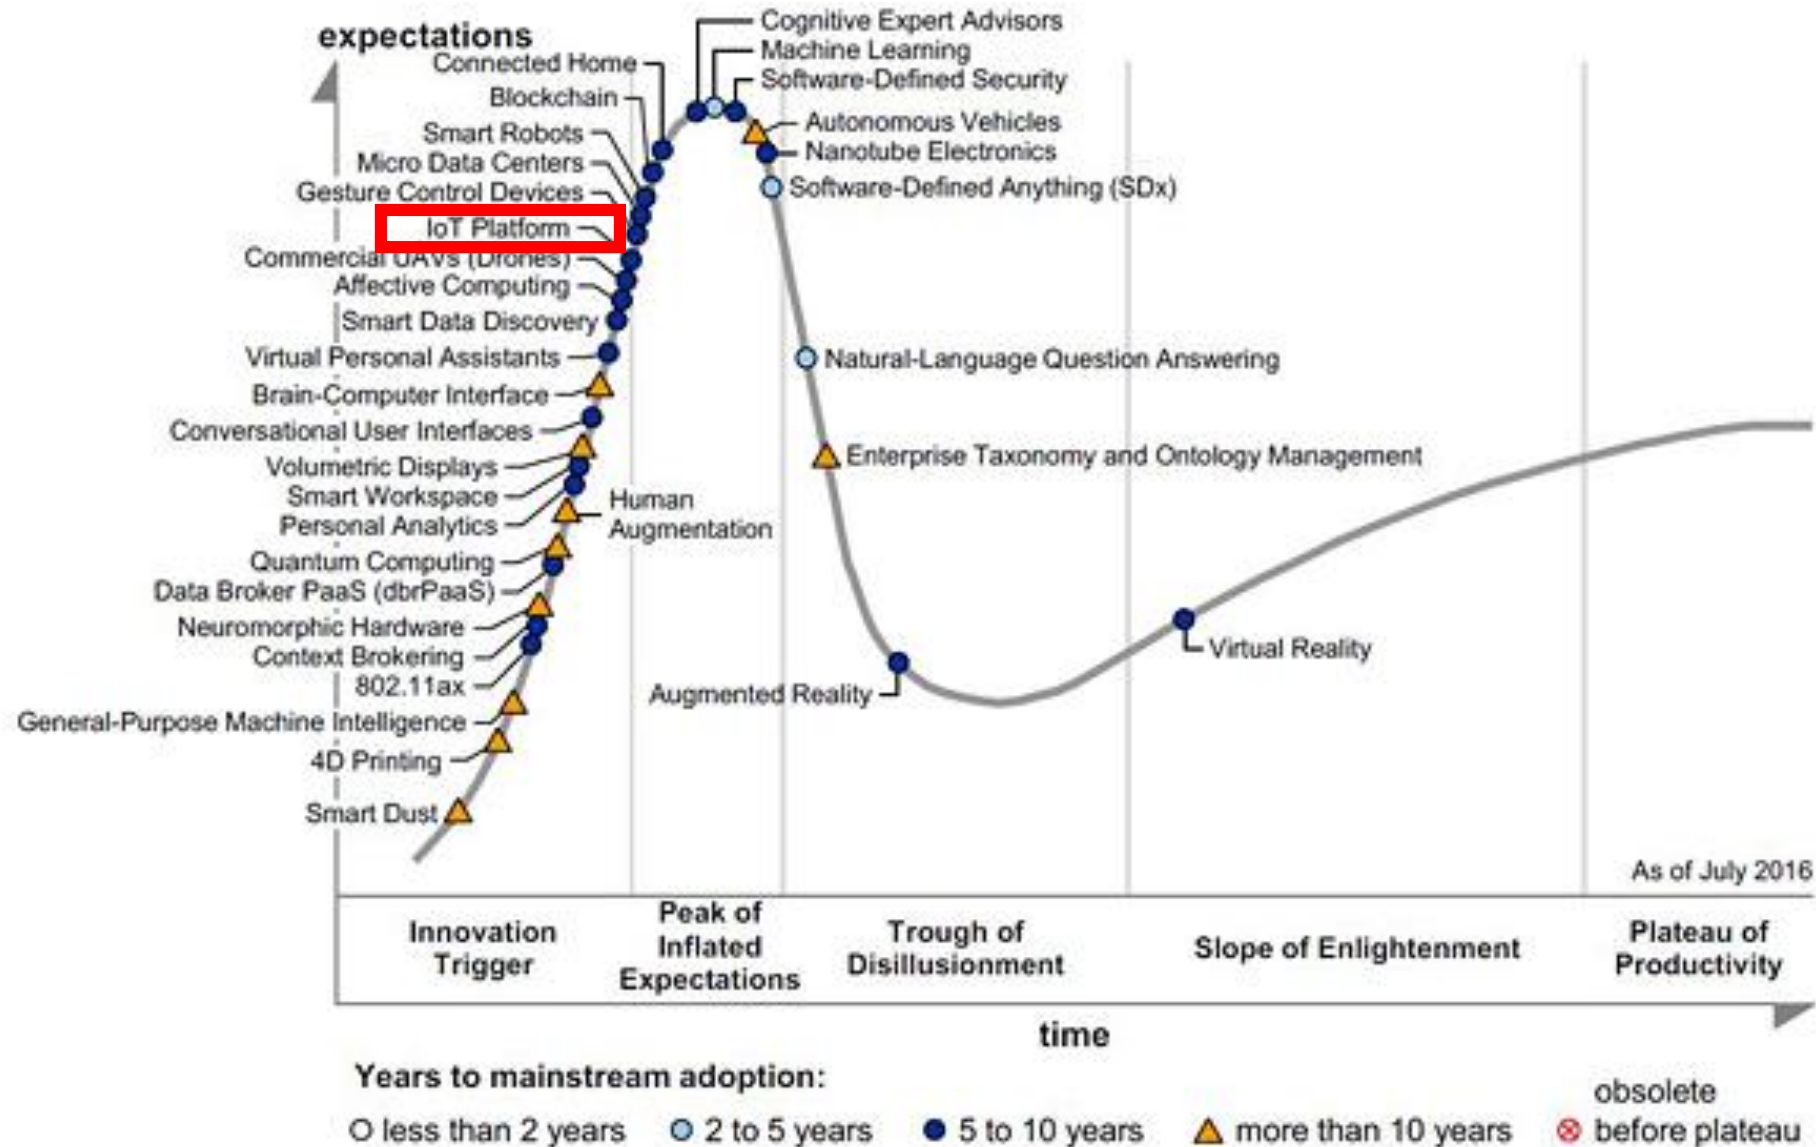 expectations
Cognitive Expert Advisors
Machine Learning
Connected Home
Software-Defined Security
Blockchain
Autonomous Vehicles
Smart Robots
Nanotube Electronics
Micro Data Centers
Software-Defined Anything (SDx)
Gesture Control Devices
IoT Platform
Commercial UAVs (Drones)
Affective Computing
Smart Data Discovery
Virtual Personal Assistants
Natural-Language Question Answering
Brain-Computer Interface
Conversational User Interfaces
Enterprise Taxonomy and Ontology Management
Volumetric Displays
Smart Workspace
Human
Augmentation
Personal Analytics
Quantum Computing
Data Broker PaaS (dbrPaaS)
Neuromorphic Hardware
Context Brokering
802.11ax
Virtual Reality
Augmented Reality
General-Purpose Machine Intelligence
4D Printing
Smart Dust
As of July 2016
Innovation
Trigger
Peak of
Inflated
Expectations
Trough of
Disillusionment
Slope of Enlightenment
Plateau of
Productivity
time
Years to mainstream adoption:
less than 2 years
2 to 5 years
5 to 10 years
more than 10 years
obsolete
before plateau